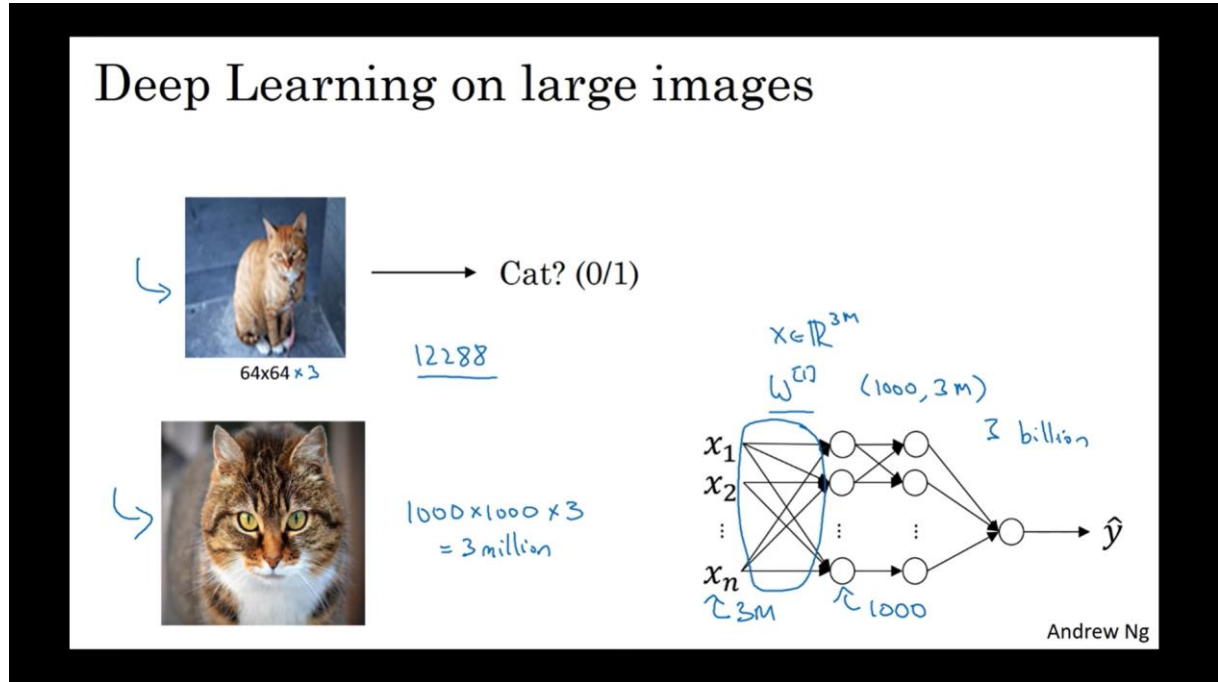 Deep Learning on large images
Cat? (0/1)
64x64 ×3
12288
1000×1000×3
= 3 million
x∈ℝ³ᴹ
W^[1] (1000, 3M)
3 billion
x₁
x₂
⋮ ⋮ ⋮
xₙ
ŷ
3M
1000
Andrew Ng